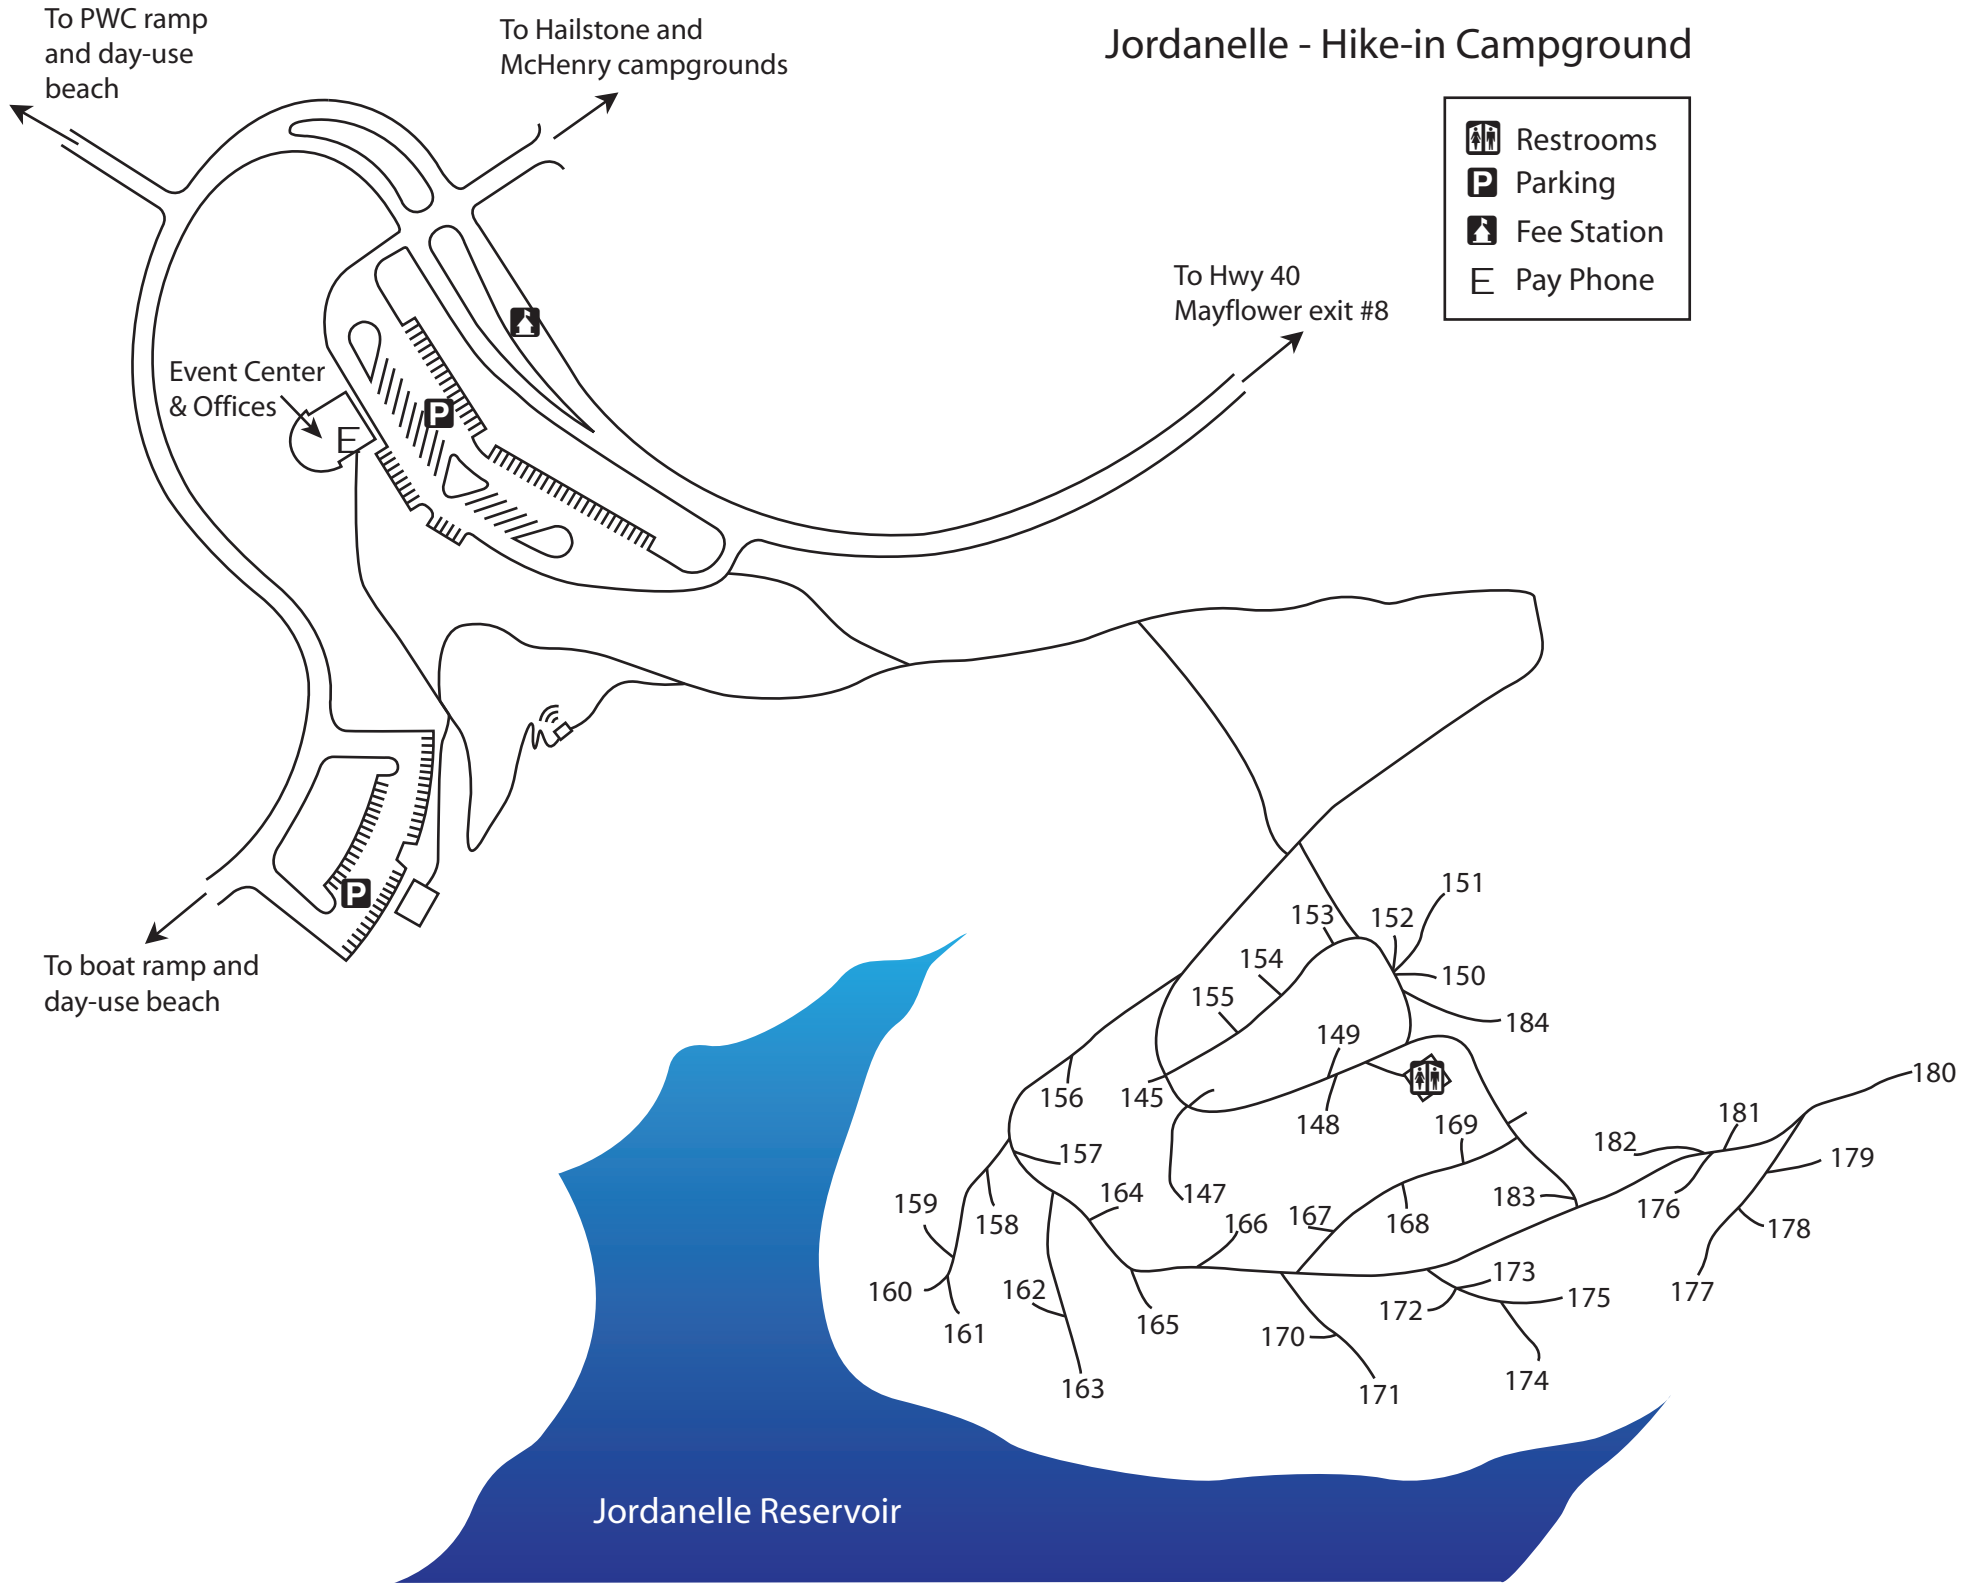 To PWC ramp
and day-use
beach
To Hailstone and
McHenry campgrounds
Jordanelle - Hike-in Campground
Restrooms
P Parking
Fee Station
E Pay Phone
To Hwy 40
Mayflower exit #8
Event Center
& Offices
E
P
P
To boat ramp and
day-use beach
151
153
152
154
150
155
184
149
180
156
145
148
169
181
182
157
179
164
147
183
159
158
166
167
168
176
178
173
160
162
172
175
177
161
165
170
163
171
174
Jordanelle Reservoir